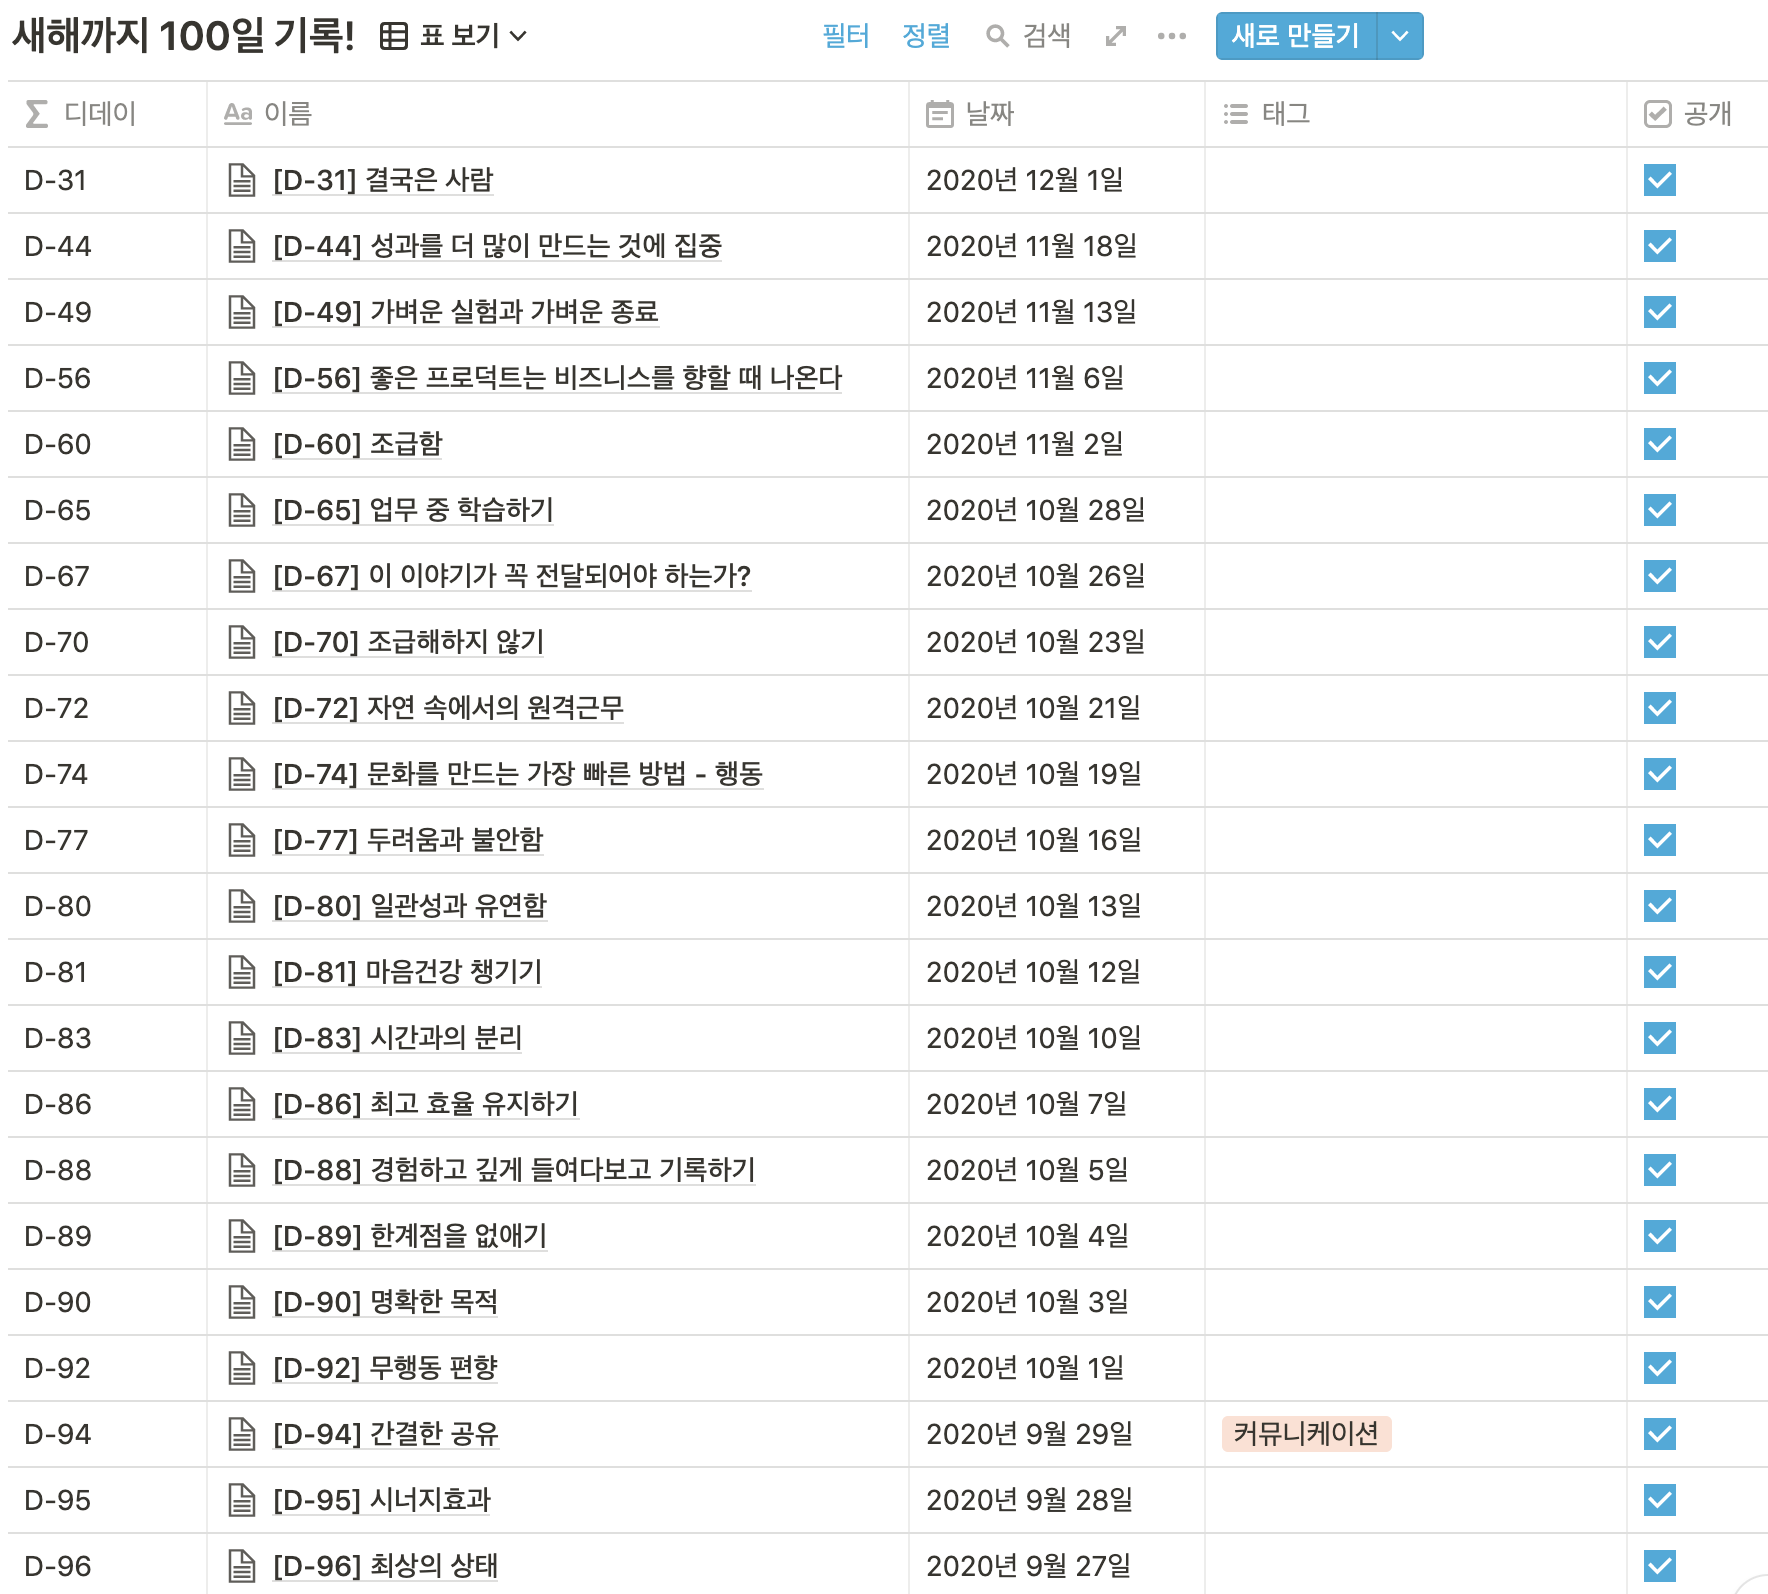 새해까지 100일 기록! 표 보기 필터 정렬 검색 새로 만들기
디데이 Aa 이름 날짜 태그 공개
D-31 [D-31] 결국은 사람 2020년 12월 1일
D-44 [D-44] 성과를 더 많이 만드는 것에 집중 2020년 11월 18일
D-49 [D-49] 가벼운 실험과 가벼운 종료 2020년 11월 13일
D-56 [D-56] 좋은 프로덕트는 비즈니스를 향할 때 나온다 2020년 11월 6일
D-60 [D-60] 조급함 2020년 11월 2일
D-65 [D-65] 업무 중 학습하기 2020년 10월 28일
D-67 [D-67] 이 이야기가 꼭 전달되어야 하는가? 2020년 10월 26일
D-70 [D-70] 조급해하지 않기 2020년 10월 23일
D-72 [D-72] 자연 속에서의 원격근무 2020년 10월 21일
D-74 [D-74] 문화를 만드는 가장 빠른 방법 - 행동 2020년 10월 19일
D-77 [D-77] 두려움과 불안함 2020년 10월 16일
D-80 [D-80] 일관성과 유연함 2020년 10월 13일
D-81 [D-81] 마음건강 챙기기 2020년 10월 12일
D-83 [D-83] 시간과의 분리 2020년 10월 10일
D-86 [D-86] 최고 효율 유지하기 2020년 10월 7일
D-88 [D-88] 경험하고 깊게 들여다보고 기록하기 2020년 10월 5일
D-89 [D-89] 한계점을 없애기 2020년 10월 4일
D-90 [D-90] 명확한 목적 2020년 10월 3일
D-92 [D-92] 무행동 편향 2020년 10월 1일
D-94 [D-94] 간결한 공유 2020년 9월 29일 커뮤니케이션
D-95 [D-95] 시너지효과 2020년 9월 28일
D-96 [D-96] 최상의 상태 2020년 9월 27일